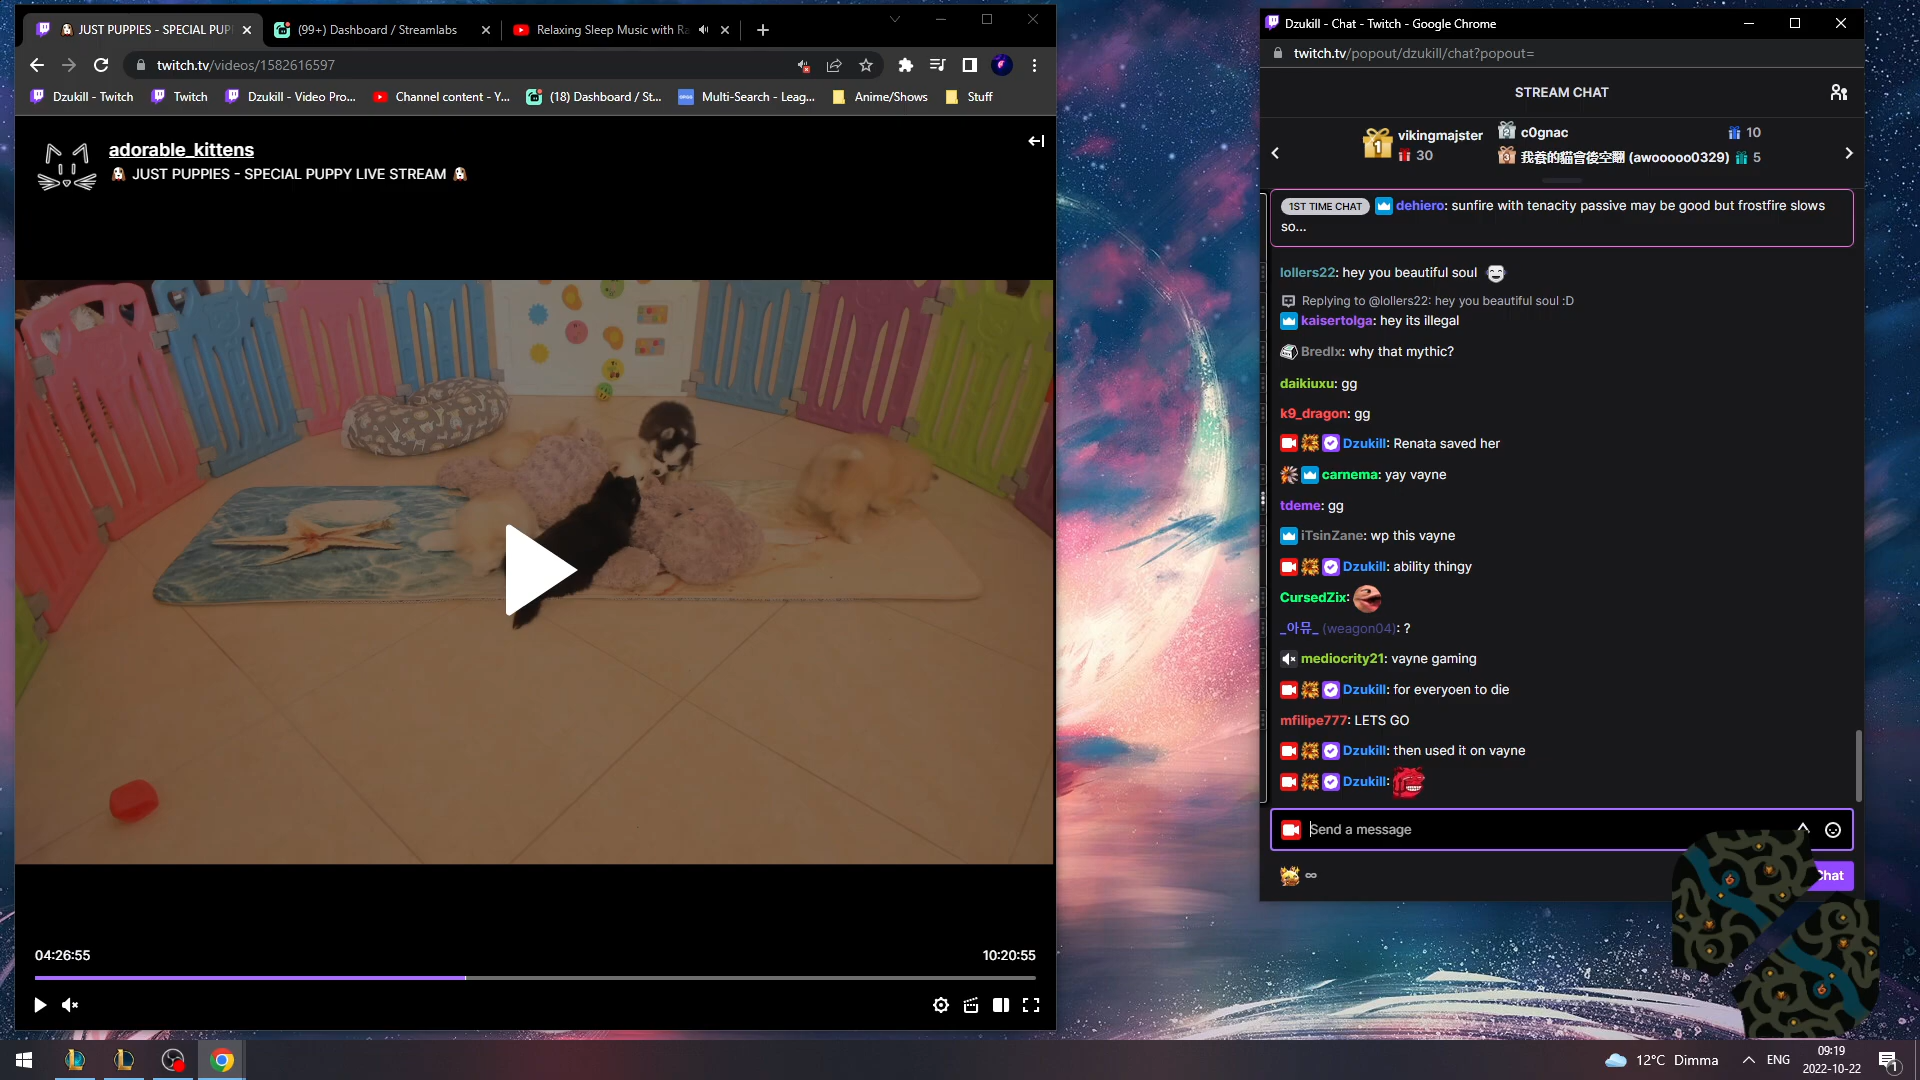 JUST PUPPIES - SPECIAL PUP
(99+) Dashboard / Streamlabs
Relaxing Sleep Music with Ra
twitch.tv/videos/1582616597
Dzukill - Twitch
Twitch
Dzukill - Video Pro...
Channel content - Y...
(18) Dashboard / St...
Multi-Search - Leag...
Anime/Shows
Stuff
adorable_kittens
JUST PUPPIES - SPECIAL PUPPY LIVE STREAM
04:26:55
10:20:55
Dzukill - Chat - Twitch - Google Chrome
twitch.tv/popout/dzukill/chat?popout=
STREAM CHAT
1 vikingmajster
30
2 c0gnac 10
3 我養的貓會後空翻 (awooooo0329) 5
1ST TIME CHAT dehiero: sunfire with tenacity passive may be good but frostfire slows
so...
lollers22: hey you beautiful soul
Replying to @lollers22: hey you beautiful soul :D
kaisertolga: hey its illegal
Bredlx: why that mythic?
daikiuxu: gg
k9_dragon: gg
Dzukill: Renata saved her
carnema: yay vayne
tdeme: gg
iTsinZane: wp this vayne
Dzukill: ability thingy
CursedZix:
_아뮤_ (weagon04): ?
mediocrity21: vayne gaming
Dzukill: for everyoen to die
mfilipe777: LETS GO
Dzukill: then used it on vayne
Dzukill:
Send a message
∞
Chat
12°C Dimma
ENG
09:19
2022-10-22
1